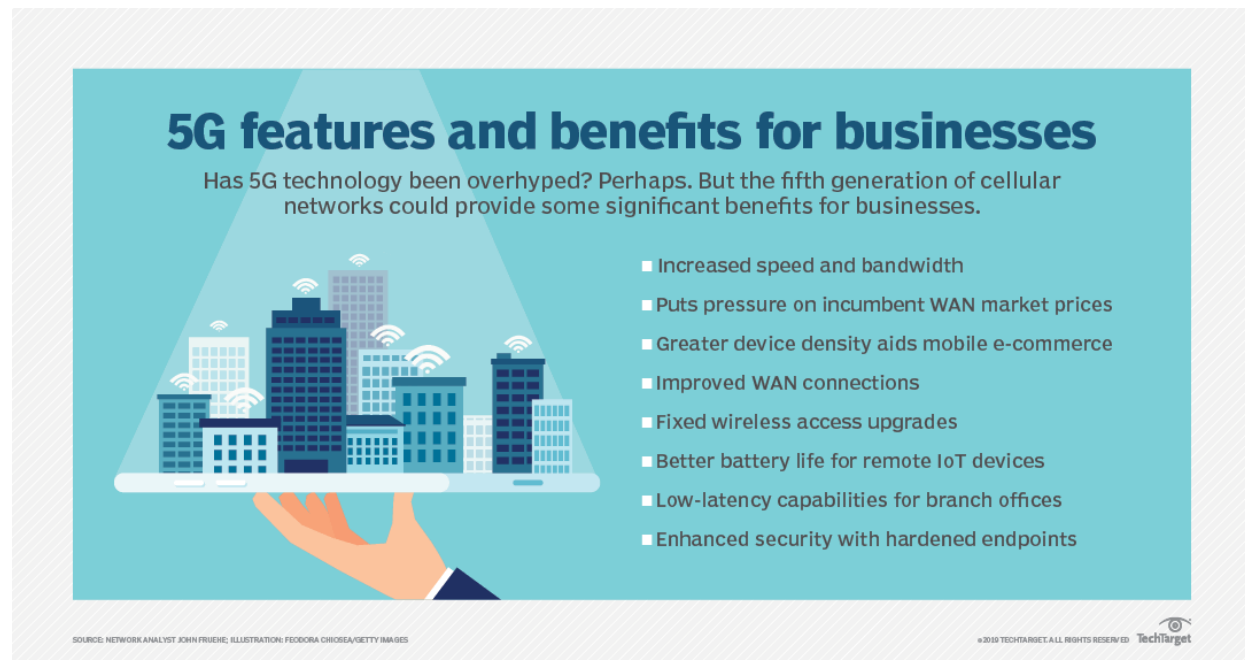 5G features and benefits for businesses
Has 5G technology been overhyped? Perhaps. But the fifth generation of cellular
networks could provide some significant benefits for businesses.
Increased speed and bandwidth
Puts pressure on incumbent WAN market prices
Greater device density aids mobile e-commerce
Improved WAN connections
Fixed wireless access upgrades
Better battery life for remote IoT devices
Low-latency capabilities for branch offices
Enhanced security with hardened endpoints
SOURCE: NETWORK ANALYST JOHN FRUEHE; ILLUSTRATION: FEODORA CHIOSEA/GETTY IMAGES
©2019 TECHTARGET. ALL RIGHTS RESERVED TechTarget